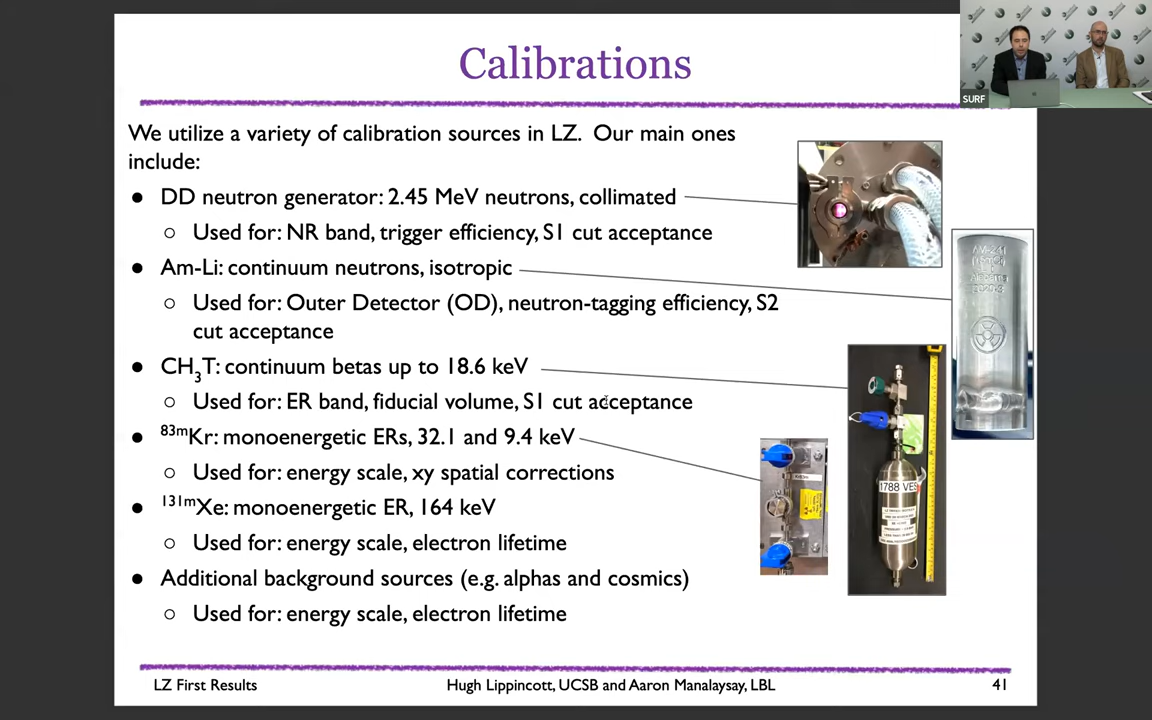 Calibrations
SURF
We utilize a variety of calibration sources in LZ. Our main ones
include:
● DD neutron generator: 2.45 MeV neutrons, collimated
○ Used for: NR band, trigger efficiency, S1 cut acceptance
● Am-Li: continuum neutrons, isotropic
○ Used for: Outer Detector (OD), neutron-tagging efficiency, S2
cut acceptance
● CH₃T: continuum betas up to 18.6 keV
○ Used for: ER band, fiducial volume, S1 cut acceptance
● ⁸³ᵐKr: monoenergetic ERs, 32.1 and 9.4 keV
○ Used for: energy scale, xy spatial corrections
● ¹³¹ᵐXe: monoenergetic ER, 164 keV
○ Used for: energy scale, electron lifetime
● Additional background sources (e.g. alphas and cosmics)
○ Used for: energy scale, electron lifetime
AM-241
1788 VES
LZ First Results
Hugh Lippincott, UCSB and Aaron Manalaysay, LBL
41